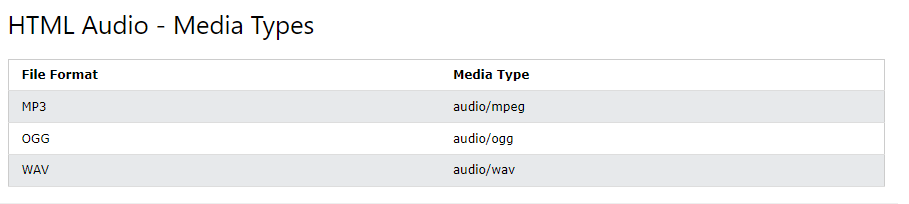 HTML Audio - Media Types
File Format Media Type
MP3 audio/mpeg
OGG audio/ogg
WAV audio/wav